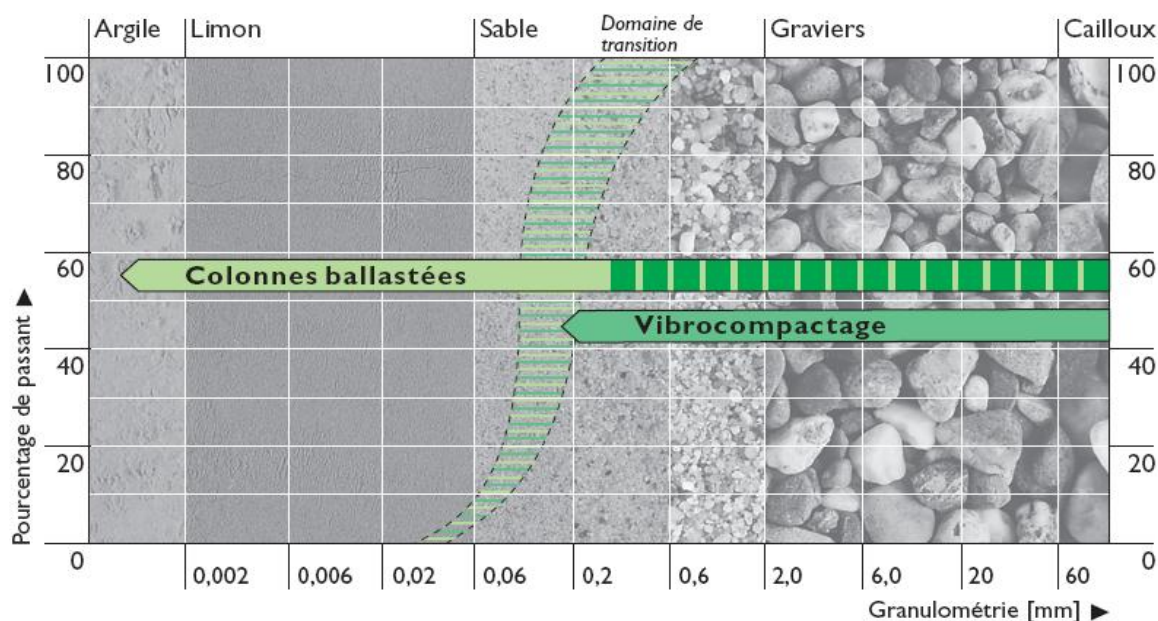 Argile Limon Sable Domaine de Graviers Cailloux
transition
100 100
80 80
60 60
Colonnes ballastées
Vibrocompactage
40 40
20 20
0 0
Pourcentage de passant ▶
0,002 0,006 0,02 0,06 0,2 0,6 2,0 6,0 20 60
Granulométrie [mm] ▶